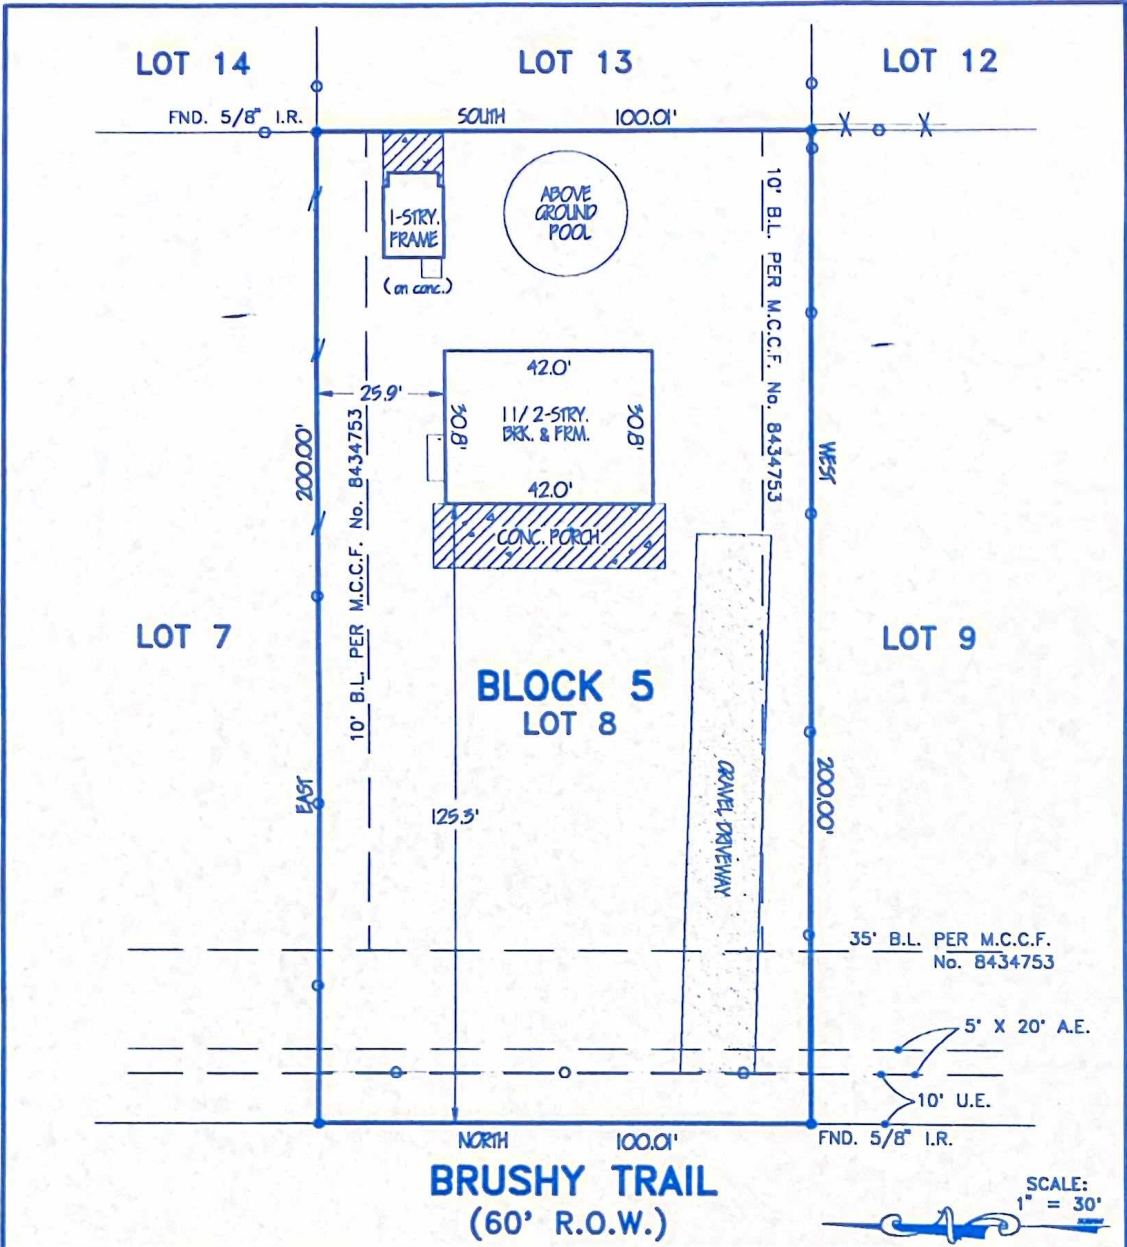 LOT 14
LOT 13
LOT 12
FND. 5/8" I.R.
SOUTH 100.01'
1-STRY.
FRAME
(on conc.)
ABOVE
GROUND
POOL
10' B.L. PER M.C.C.F. No. 8434753
25.9'
42.0'
30.8'
1 1/2-STRY.
BRK. & FRM.
30.8'
42.0'
CONC. PORCH
200.00'
10' B.L. PER M.C.C.F. No. 8434753
WEST
LOT 7
BLOCK 5
LOT 8
LOT 9
EAST
125.3'
GRAVEL DRIVEWAY
200.00'
35' B.L. PER M.C.C.F.
No. 8434753
5' X 20' A.E.
10' U.E.
NORTH 100.01'
FND. 5/8" I.R.
BRUSHY TRAIL
(60' R.O.W.)
SCALE:
1" = 30'